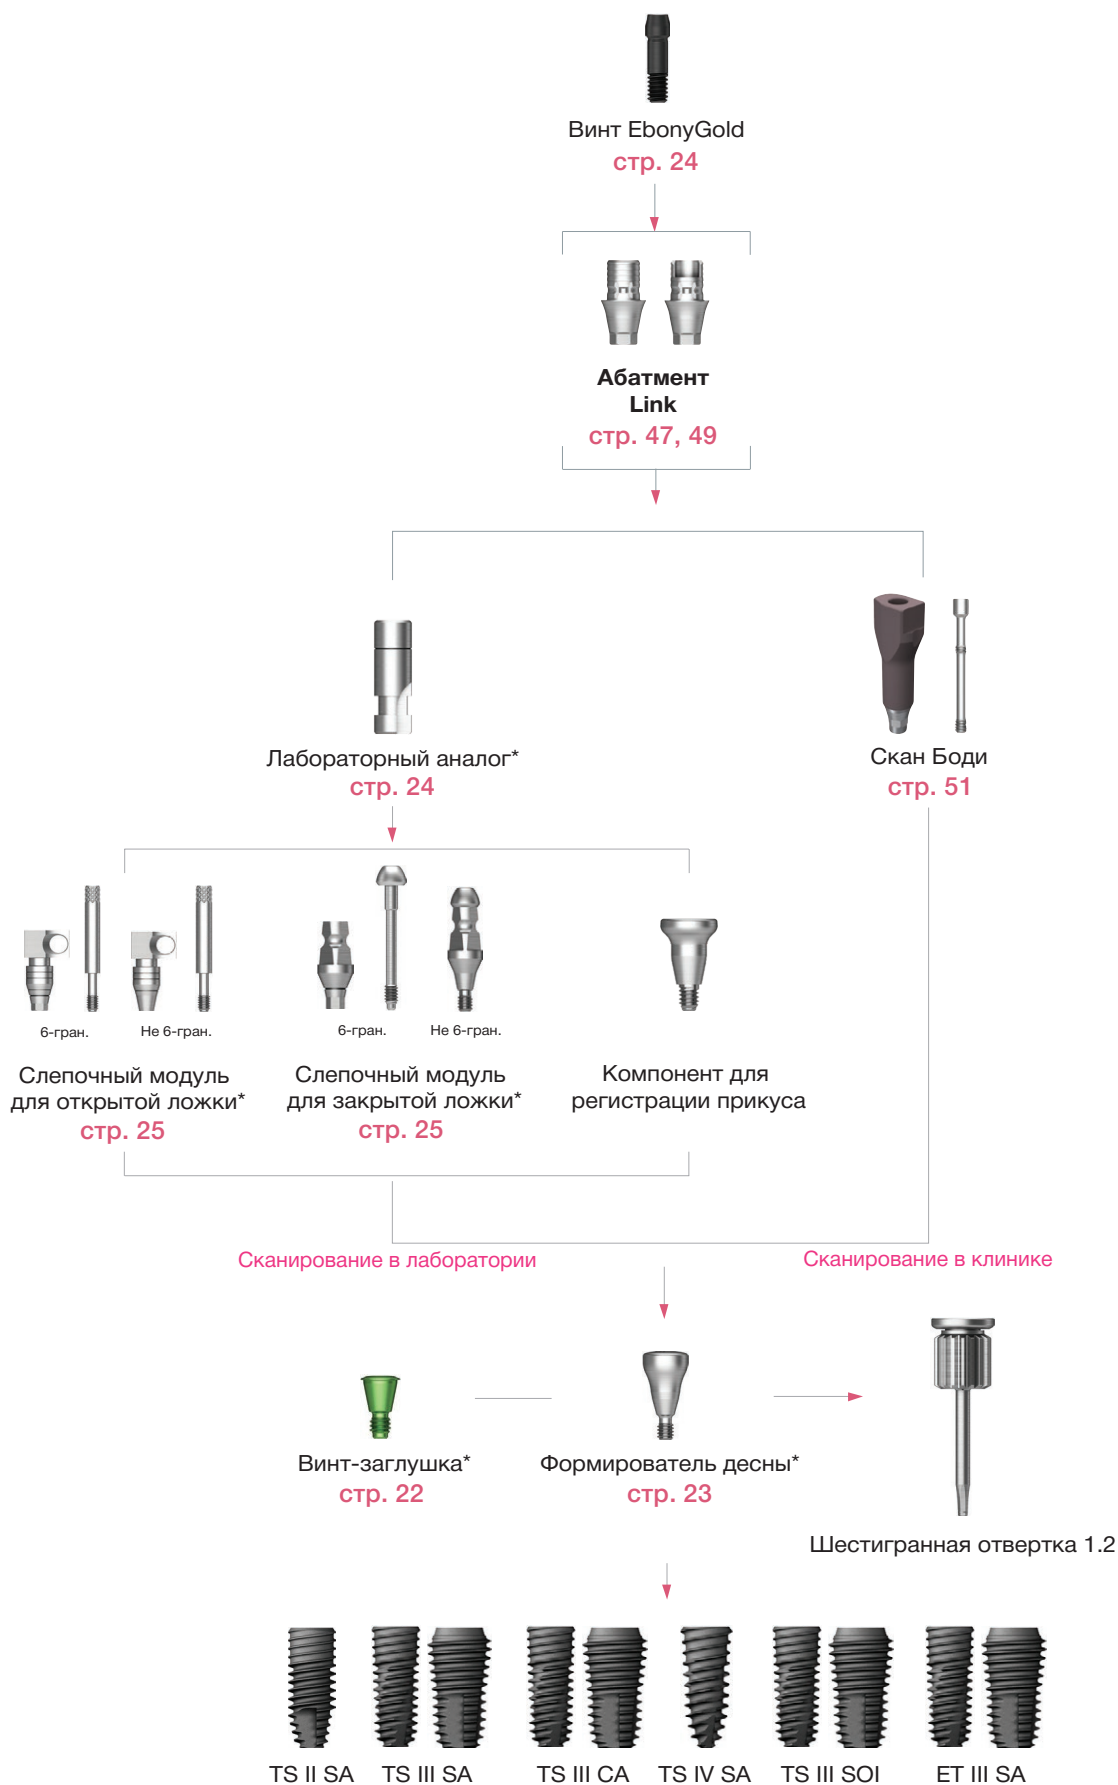 Винт EbonyGold
стр. 24
Абатмент
Link
стр. 47, 49
Лабораторный аналог*
стр. 24
Скан Боди
стр. 51
6-гран.
Не 6-гран.
6-гран.
Не 6-гран.
Слепочный модуль
для открытой ложки*
стр. 25
Слепочный модуль
для закрытой ложки*
стр. 25
Компонент для
регистрации прикуса
Сканирование в лаборатории
Сканирование в клинике
Винт-заглушка*
стр. 22
Формирователь десны*
стр. 23
Шестигранная отвертка 1.2
TS II SA
TS III SA
TS III CA
TS IV SA
TS III SOI
ET III SA